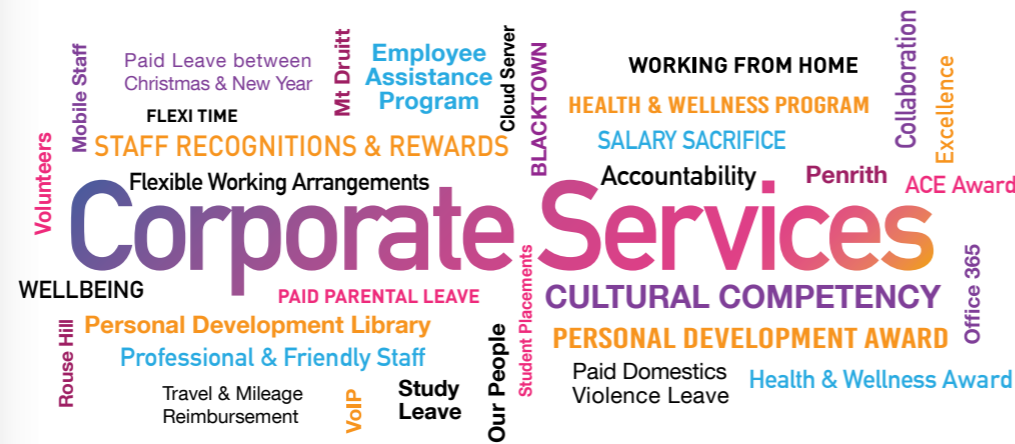 Mobile Staff
Paid Leave between
Christmas & New Year
Mt Druitt
Employee
Assistance
Program
Cloud Server
BLACKTOWN
WORKING FROM HOME
Collaboration
Excellence
FLEXI TIME
HEALTH & WELLNESS PROGRAM
Volunteers
STAFF RECOGNITIONS & REWARDS
SALARY SACRIFICE
Flexible Working Arrangements
Accountability
Penrith
ACE Award
Corporate Services
WELLBEING
PAID PARENTAL LEAVE
Student Placements
CULTURAL COMPETENCY
Office 365
Rouse Hill
Personal Development Library
Our People
PERSONAL DEVELOPMENT AWARD
Professional & Friendly Staff
Paid Domestics
Violence Leave
Health & Wellness Award
Travel & Mileage
Reimbursement
VoIP
Study
Leave